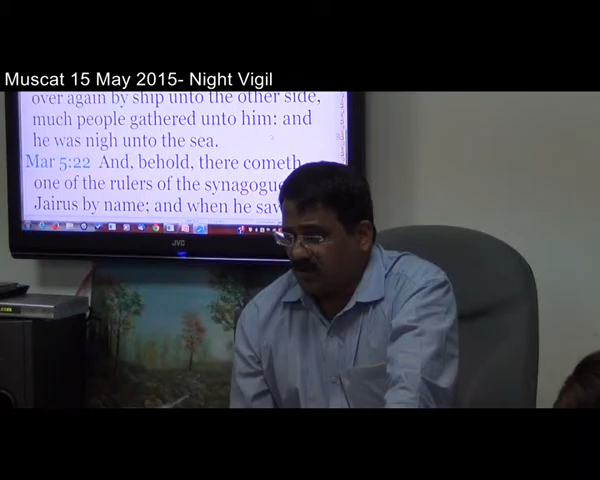 Muscat 15 May 2015- Night Vigil
over again by ship unto the other side,
much people gathered unto him: and
he was nigh unto the sea.
Mar 5:22 And, behold, there cometh
one of the rulers of the synagogue
Jairus by name; and when he saw
JVC